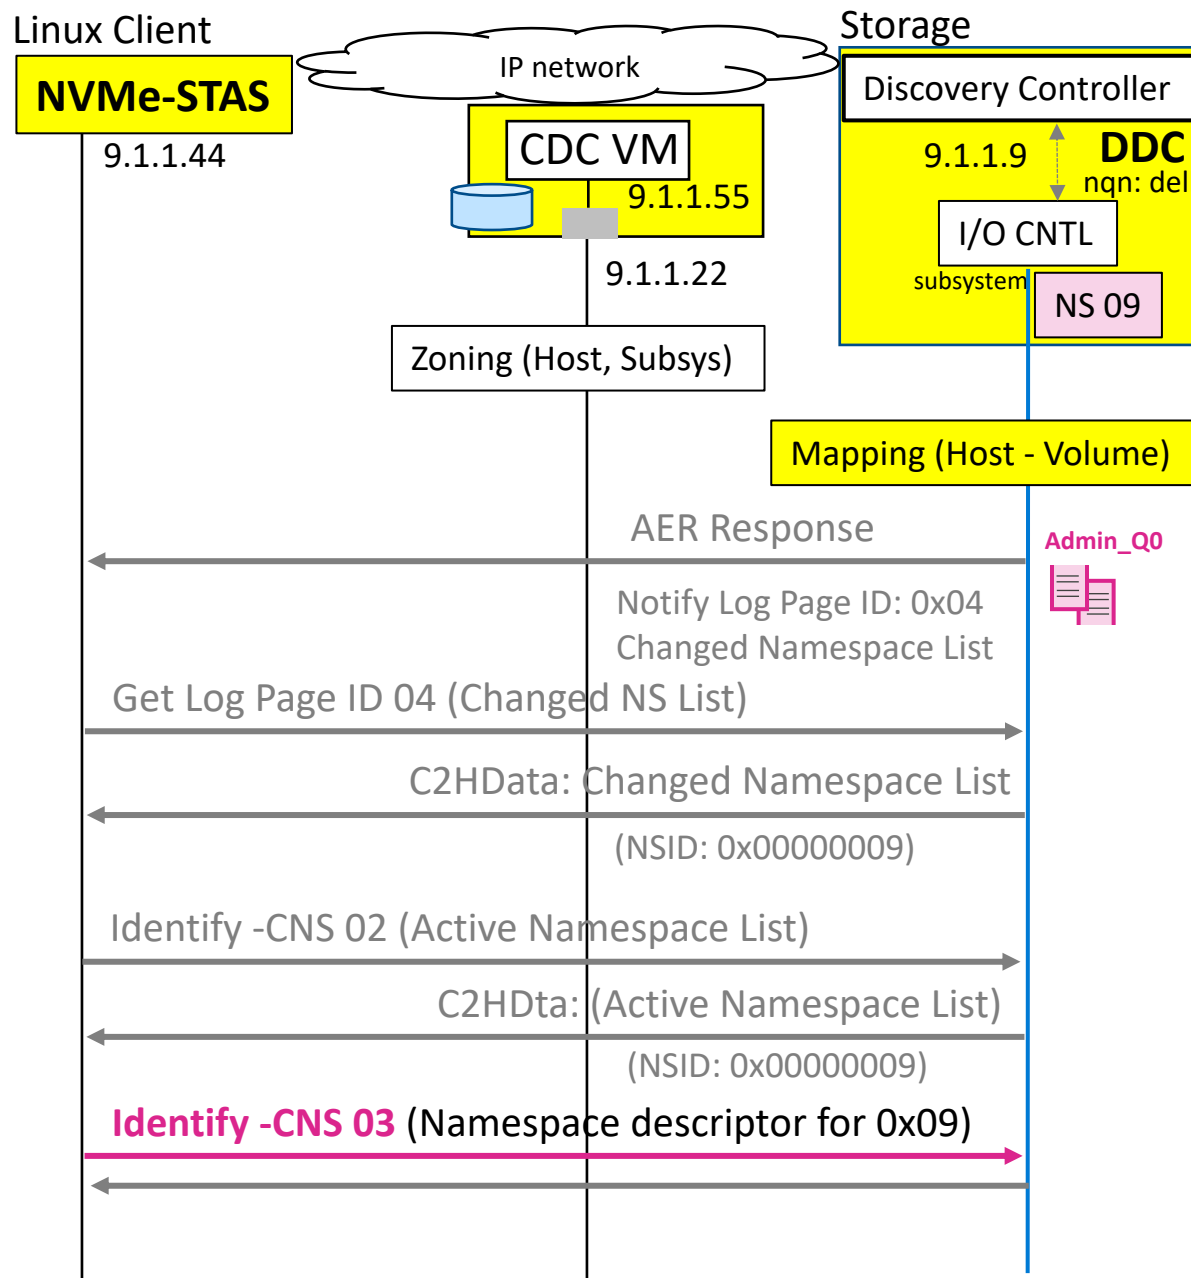 Linux Client
Storage
NVMe-STAS
IP network
Discovery Controller
9.1.1.44
CDC VM
9.1.1.9
DDC
nqn: del
9.1.1.55
I/O CNTL
9.1.1.22
subsystem
NS 09
Zoning (Host, Subsys)
Mapping (Host - Volume)
AER Response
Admin_Q0
Notify Log Page ID: 0x04
Changed Namespace List
Get Log Page ID 04 (Changed NS List)
C2HData: Changed Namespace List
(NSID: 0x00000009)
Identify -CNS 02 (Active Namespace List)
C2HDta: (Active Namespace List)
(NSID: 0x00000009)
Identify -CNS 03 (Namespace descriptor for 0x09)